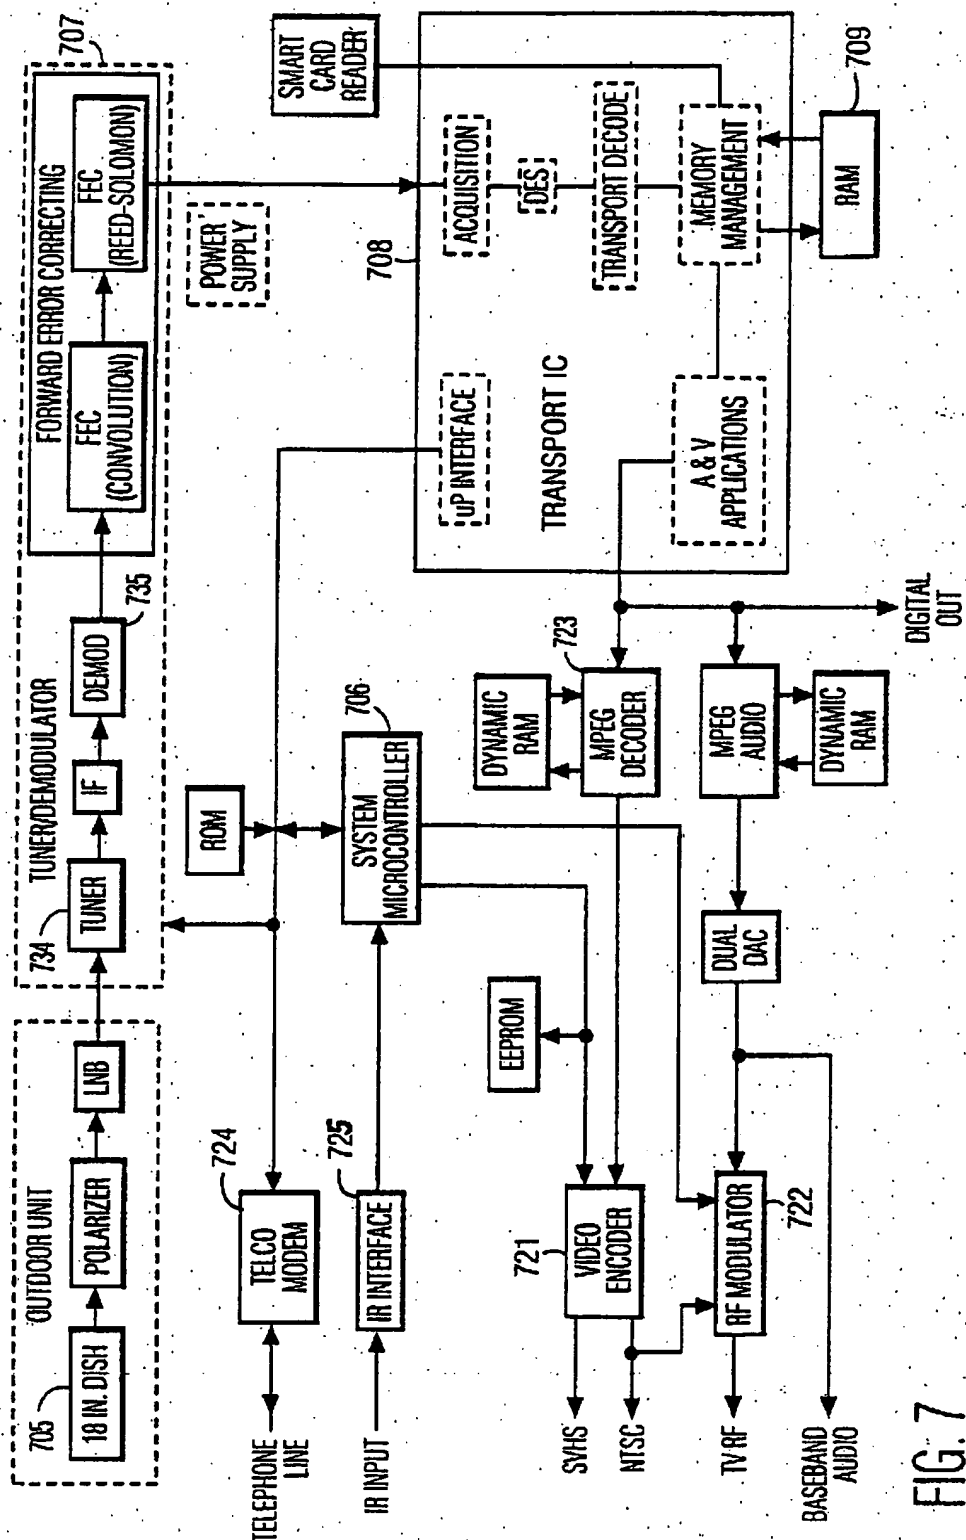 OUTDOOR UNIT
705
18 IN. DISH
POLARIZER
LNB
TUNER/DEMODULATOR
734
TUNER
IF
DEMOD
735
707
FORWARD ERROR CORRECTING
FEC
(CONVOLUTION)
FEC
(REED-SOLOMON)
POWER
SUPPLY
SMART
CARD
READER
TELEPHONE
LINE
724
TELCO
MODEM
ROM
IR INPUT
725
IR INTERFACE
SYSTEM
MICROCONTROLLER
706
708
uP INTERFACE
ACQUISITION
DES
TRANSPORT DECODE
TRANSPORT IC
MEMORY
MANAGEMENT
A & V
APPLICATIONS
709
RAM
EEPROM
DYNAMIC
RAM
723
MPEG
DECODER
721
VIDEO
ENCODER
SVHS
NTSC
TV RF
BASEBAND
AUDIO
RF MODULATOR
722
DUAL
DAC
MPEG
AUDIO
DYNAMIC
RAM
DIGITAL
OUT
FIG. 7